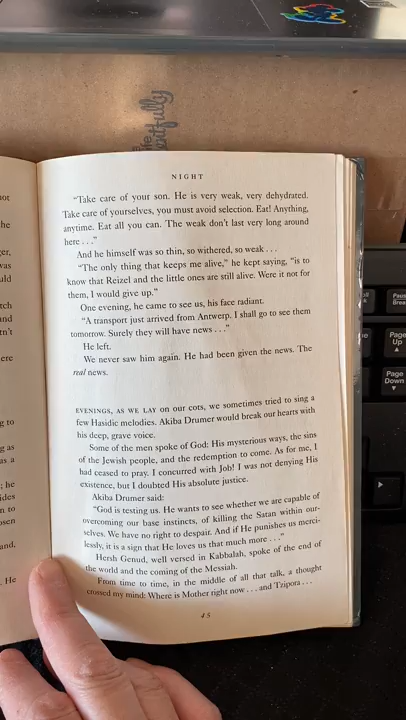 NIGHT
"Take care of your son. He is very weak, very dehydrated.
Take care of yourselves, you must avoid selection. Eat! Anything,
anytime. Eat all you can. The weak don't last very long around
here . . ."
And he himself was so thin, so withered, so weak . . .
"The only thing that keeps me alive," he kept saying, "is to
know that Reizel and the little ones are still alive. Were it not for
them, I would give up."
One evening, he came to see us, his face radiant.
"A transport just arrived from Antwerp. I shall go to see them
tomorrow. Surely they will have news . . ."
He left.
We never saw him again. He had been given the news. The
real news.
EVENINGS, AS WE LAY on our cots, we sometimes tried to sing a
few Hasidic melodies. Akiba Drumer would break our hearts with
his deep, grave voice.
Some of the men spoke of God: His mysterious ways, the sins
of the Jewish people, and the redemption to come. As for me, I
had ceased to pray. I concurred with Job! I was not denying His
existence, but I doubted His absolute justice.
Akiba Drumer said:
"God is testing us. He wants to see whether we are capable of
overcoming our base instincts, of killing the Satan within our-
selves. We have no right to despair. And if He punishes us merci-
lessly, it is a sign that He loves us that much more . . ."
Hersh Genud, well versed in Kabbalah, spoke of the end of
the world and the coming of the Messiah.
From time to time, in the middle of all that talk, a thought
crossed my mind: Where is Mother right now . . . and Tzipora . . .
45
Page
Up
Page
Down